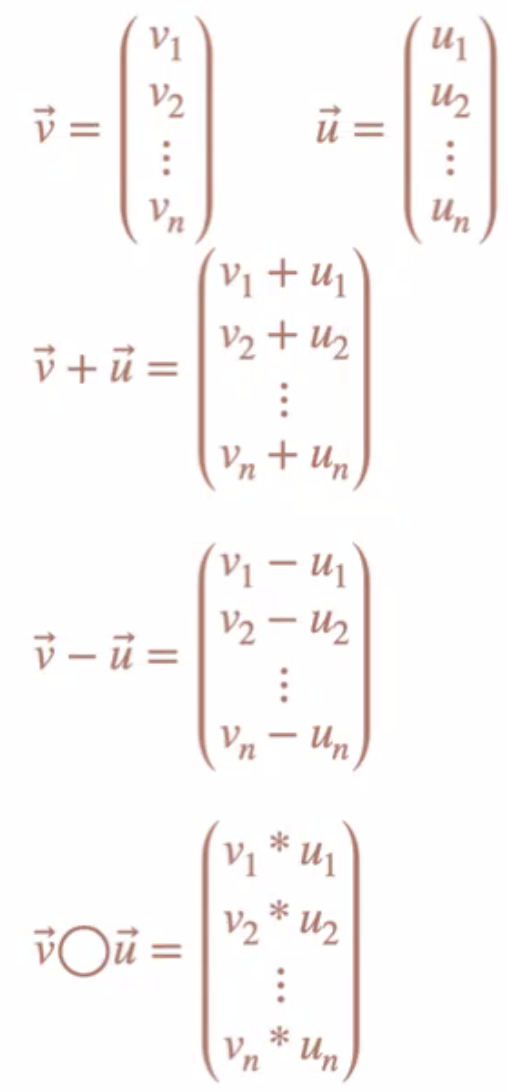 v⃗ = (v₁ v₂ ⋮ vₙ) u⃗ = (u₁ u₂ ⋮ uₙ)
v⃗ + u⃗ = (v₁ + u₁ v₂ + u₂ ⋮ vₙ + uₙ)
v⃗ − u⃗ = (v₁ − u₁ v₂ − u₂ ⋮ vₙ − uₙ)
v⃗ ◯ u⃗ = (v₁ * u₁ v₂ * u₂ ⋮ vₙ * uₙ)